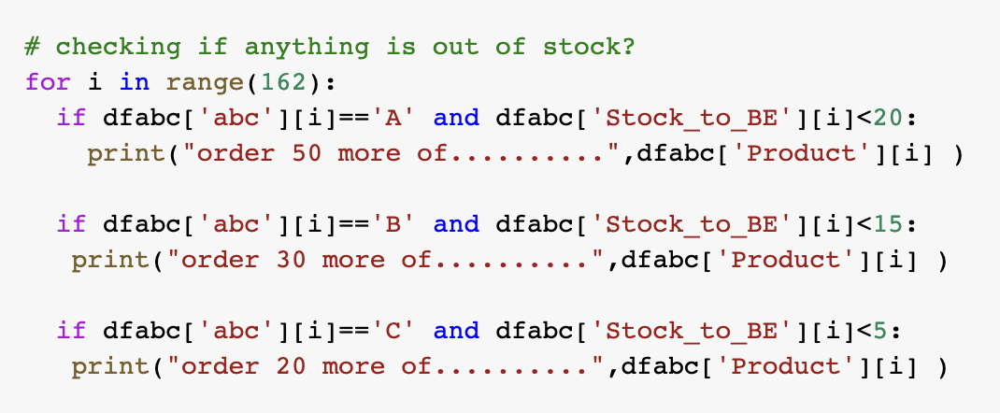 # checking if anything is out of stock?
for i in range(162):
  if dfabc['abc'][i]=='A' and dfabc['Stock_to_BE'][i]<20:
    print("order 50 more of..........",dfabc['Product'][i] )

  if dfabc['abc'][i]=='B' and dfabc['Stock_to_BE'][i]<15:
   print("order 30 more of..........",dfabc['Product'][i] )

  if dfabc['abc'][i]=='C' and dfabc['Stock_to_BE'][i]<5:
   print("order 20 more of..........",dfabc['Product'][i] )